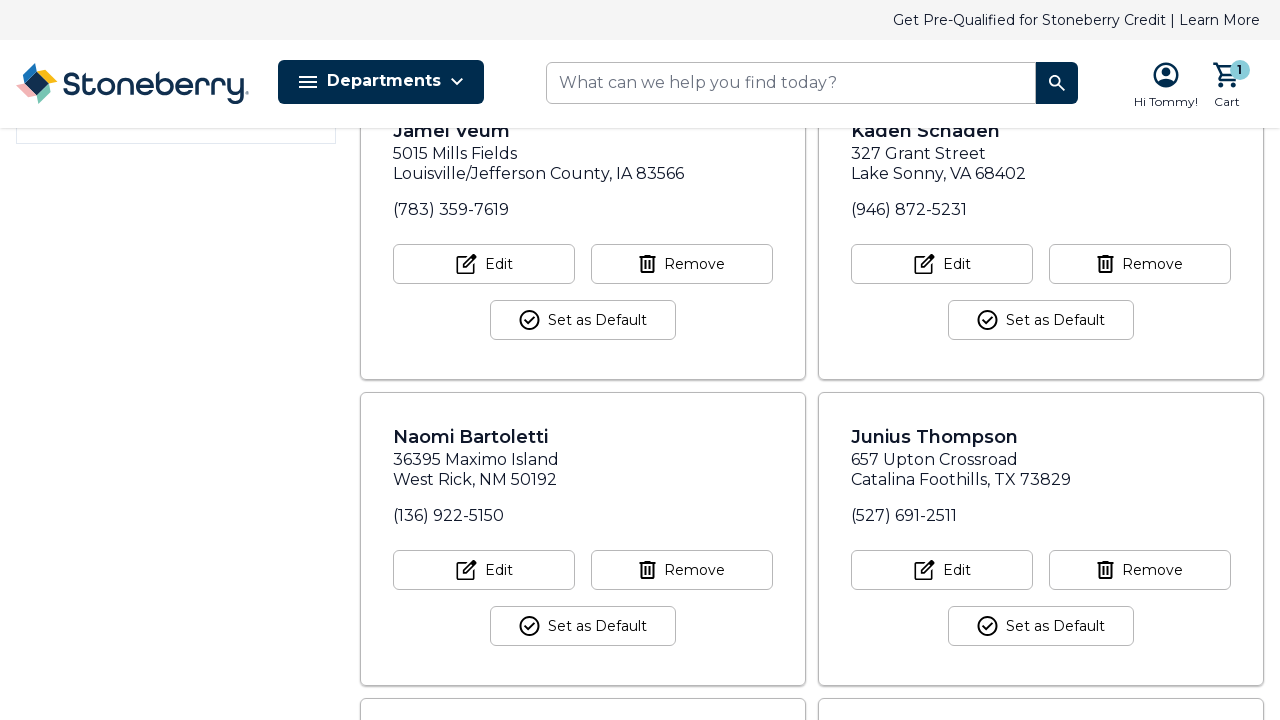 Get Pre-Qualified for Stoneberry Credit | Learn More
Stoneberry
Departments
What can we help you find today?
1
Hi Tommy!
Cart
Jamel Veum
5015 Mills Fields
Louisville/Jefferson County, IA 83566
(783) 359-7619
Edit
Remove
Set as Default
Kaden Schaden
327 Grant Street
Lake Sonny, VA 68402
(946) 872-5231
Edit
Remove
Set as Default
Naomi Bartoletti
36395 Maximo Island
West Rick, NM 50192
(136) 922-5150
Edit
Remove
Set as Default
Junius Thompson
657 Upton Crossroad
Catalina Foothills, TX 73829
(527) 691-2511
Edit
Remove
Set as Default